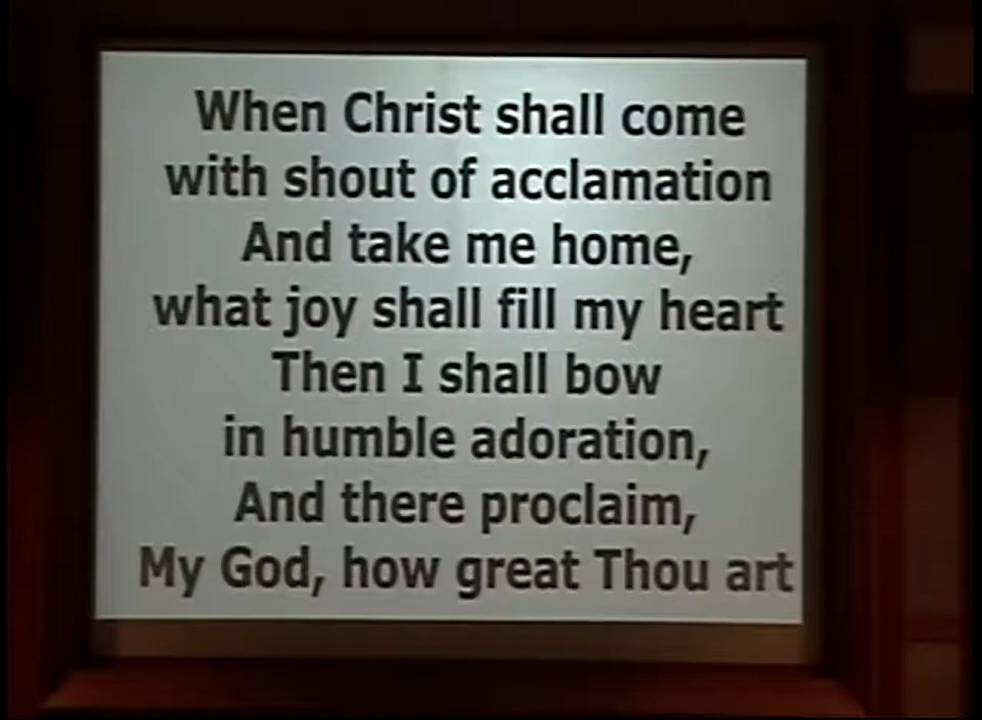 When Christ shall come
with shout of acclamation
And take me home,
what joy shall fill my heart
Then I shall bow
in humble adoration,
And there proclaim,
My God, how great Thou art